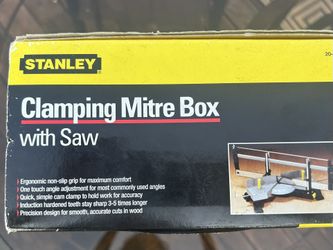 STANLEY
20-
Clamping Mitre Box
with Saw
• Ergonomic non-slip grip for maximum comfort
• One touch angle adjustment for most commonly used angles
• Quick, simple cam clamp to hold work for accuracy
• Induction hardened teeth stay sharp 3-5 times longer
• Precision design for smooth, accurate cuts in wood